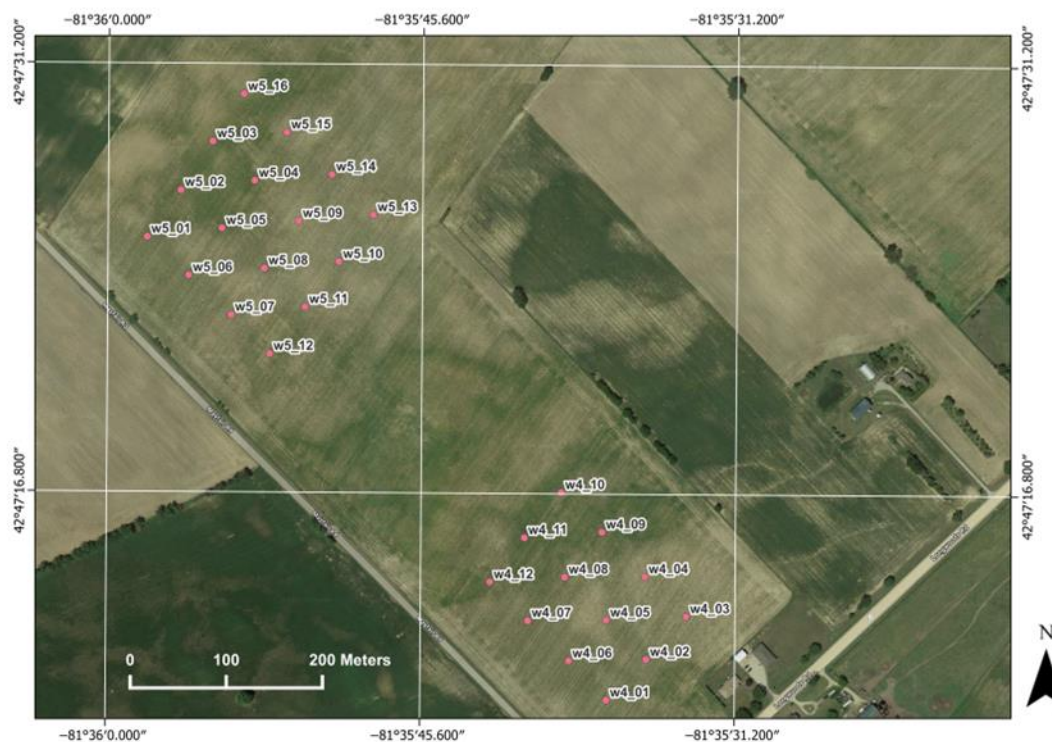 −81°36′0.000″
−81°35′45.600″
−81°35′31.200″
42°47′31.200″
42°47′31.200″
w5_16
w5_15
w5_03
w5_14
w5_04
w5_02
w5_13
w5_09
w5_05
w5_01
w5_10
w5_08
w5_06
w5_11
w5_07
w5_12
42°47′16.800″
42°47′16.800″
w4_10
w4_09
w4_11
w4_08
w4_04
w4_12
w4_03
w4_07
w4_05
w4_06
w4_02
w4_01
0 100 200 Meters
N
−81°36′0.000″
−81°35′45.600″
−81°35′31.200″